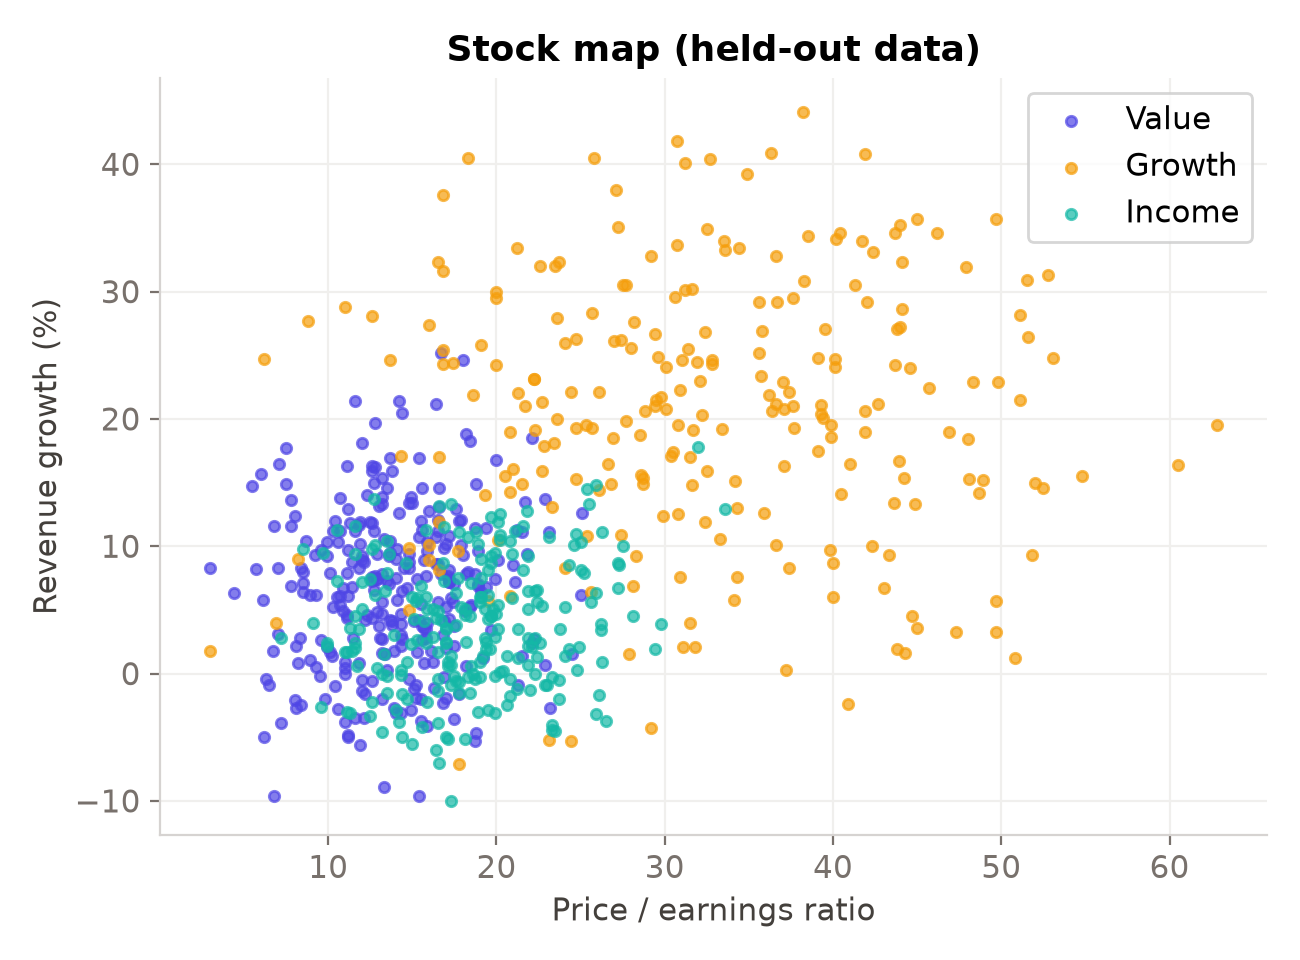 Stock map (held-out data)
Value
Growth
Income
40
30
20
10
0
−10
10 20 30 40 50 60
Revenue growth (%)
Price / earnings ratio